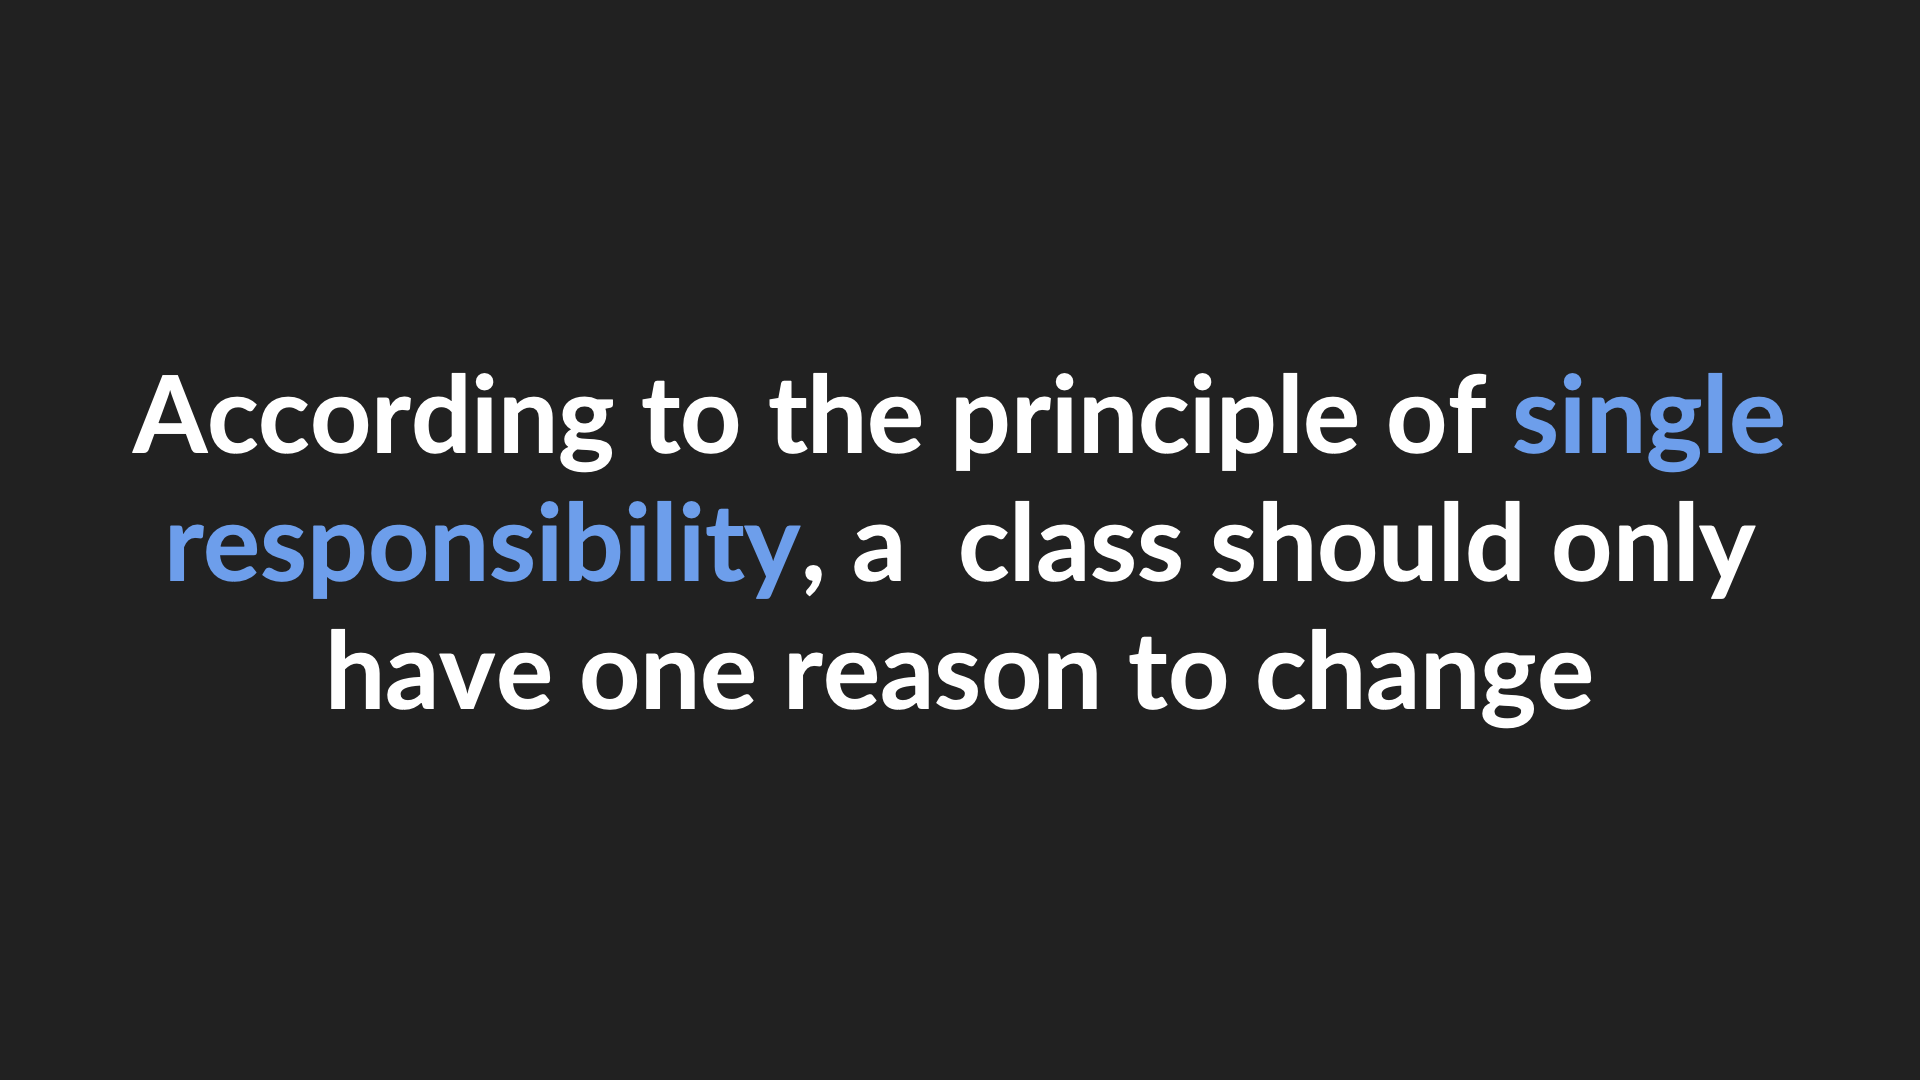 According to the principle of single
responsibility, a  class should only
have one reason to change